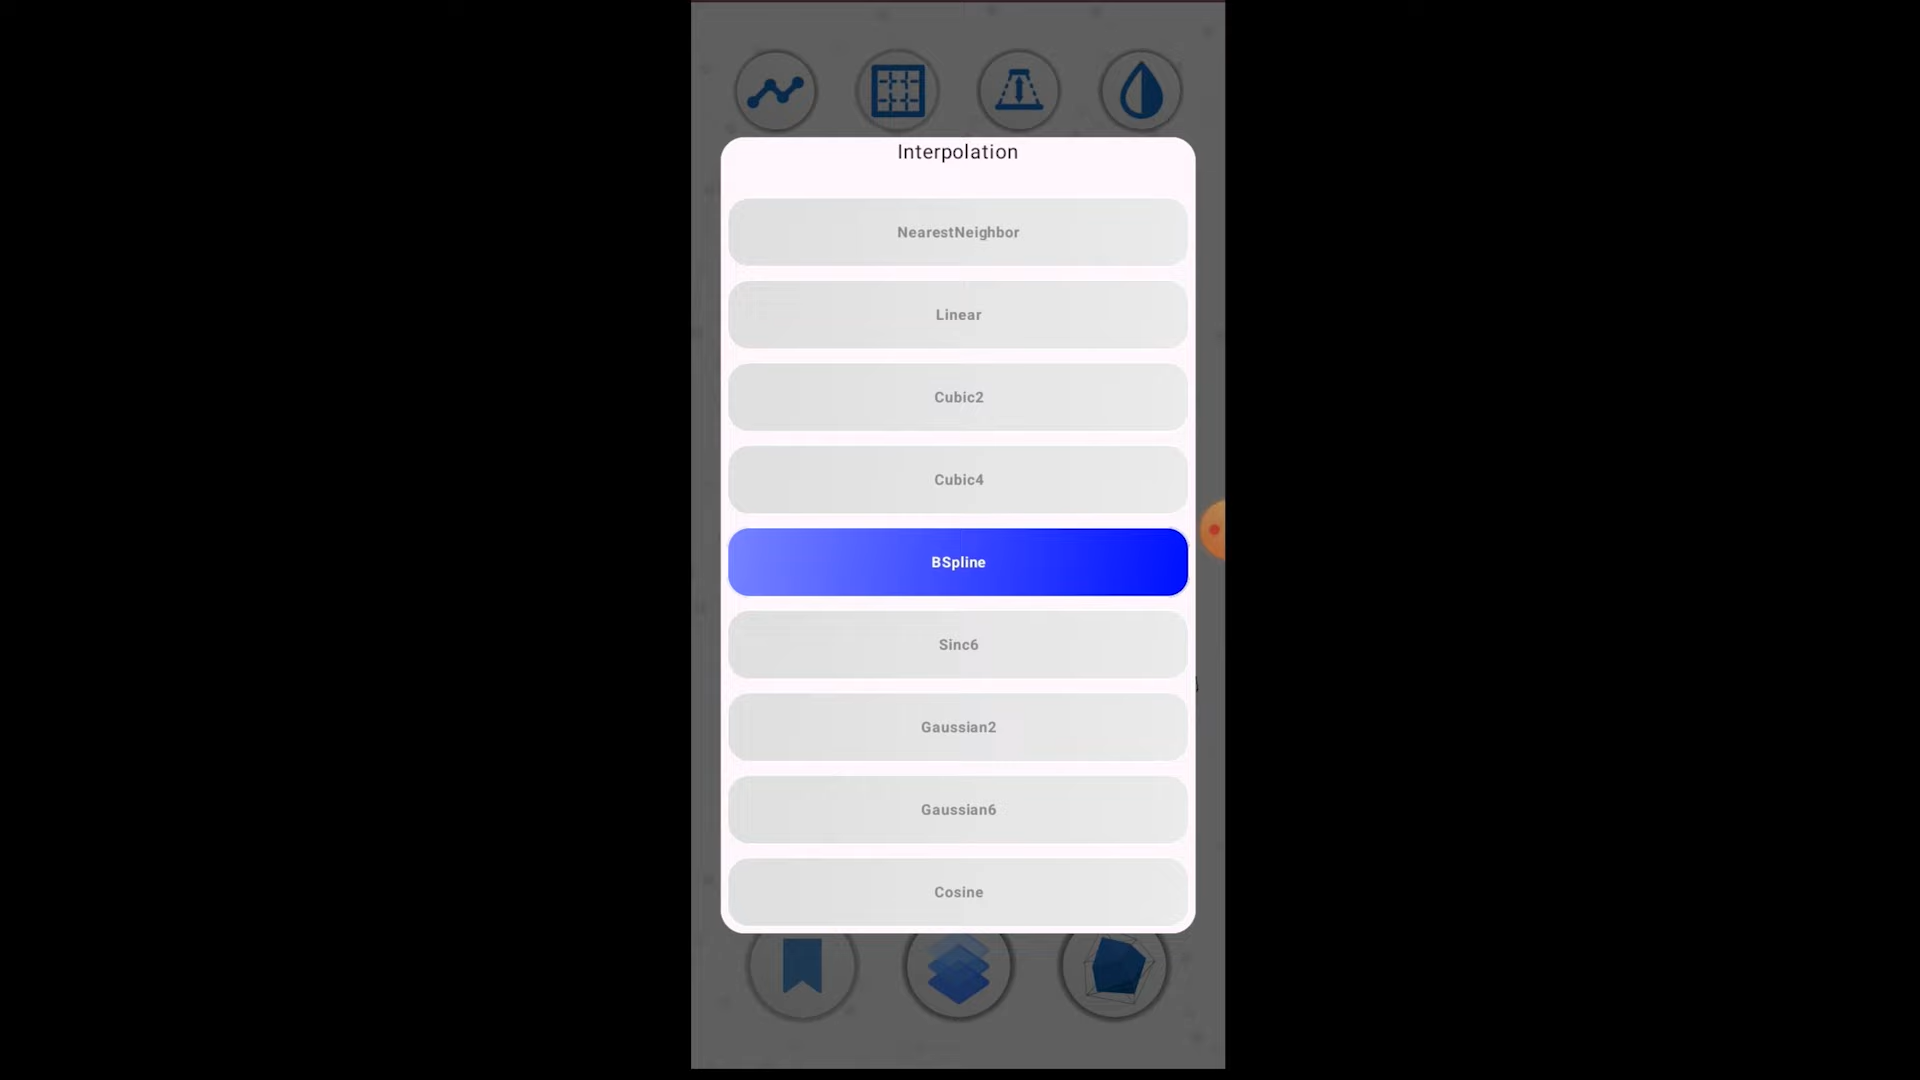 Interpolation
NearestNeighbor
Linear
Cubic2
Cubic4
BSpline
Sinc6
Gaussian2
Gaussian6
Cosine